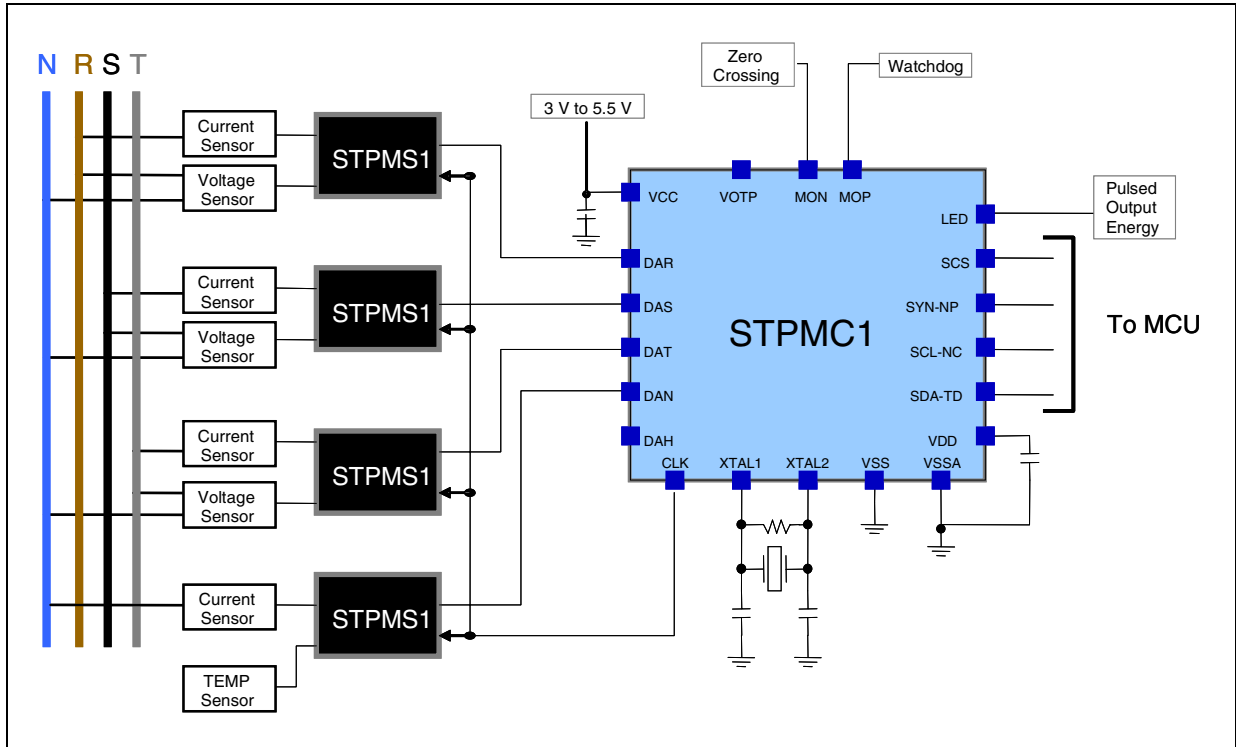 N R S T
Current
Sensor
Voltage
Sensor
STPMS1
Current
Sensor
Voltage
Sensor
STPMS1
Current
Sensor
Voltage
Sensor
STPMS1
Current
Sensor
TEMP
Sensor
STPMS1
3 V to 5.5 V
Zero
Crossing
Watchdog
VCC
VOTP
MON
MOP
LED
Pulsed
Output
Energy
DAR
DAS
DAT
DAN
DAH
STPMC1
SCS
SYN-NP
SCL-NC
SDA-TD
VDD
To MCU
CLK
XTAL1
XTAL2
VSS
VSSA